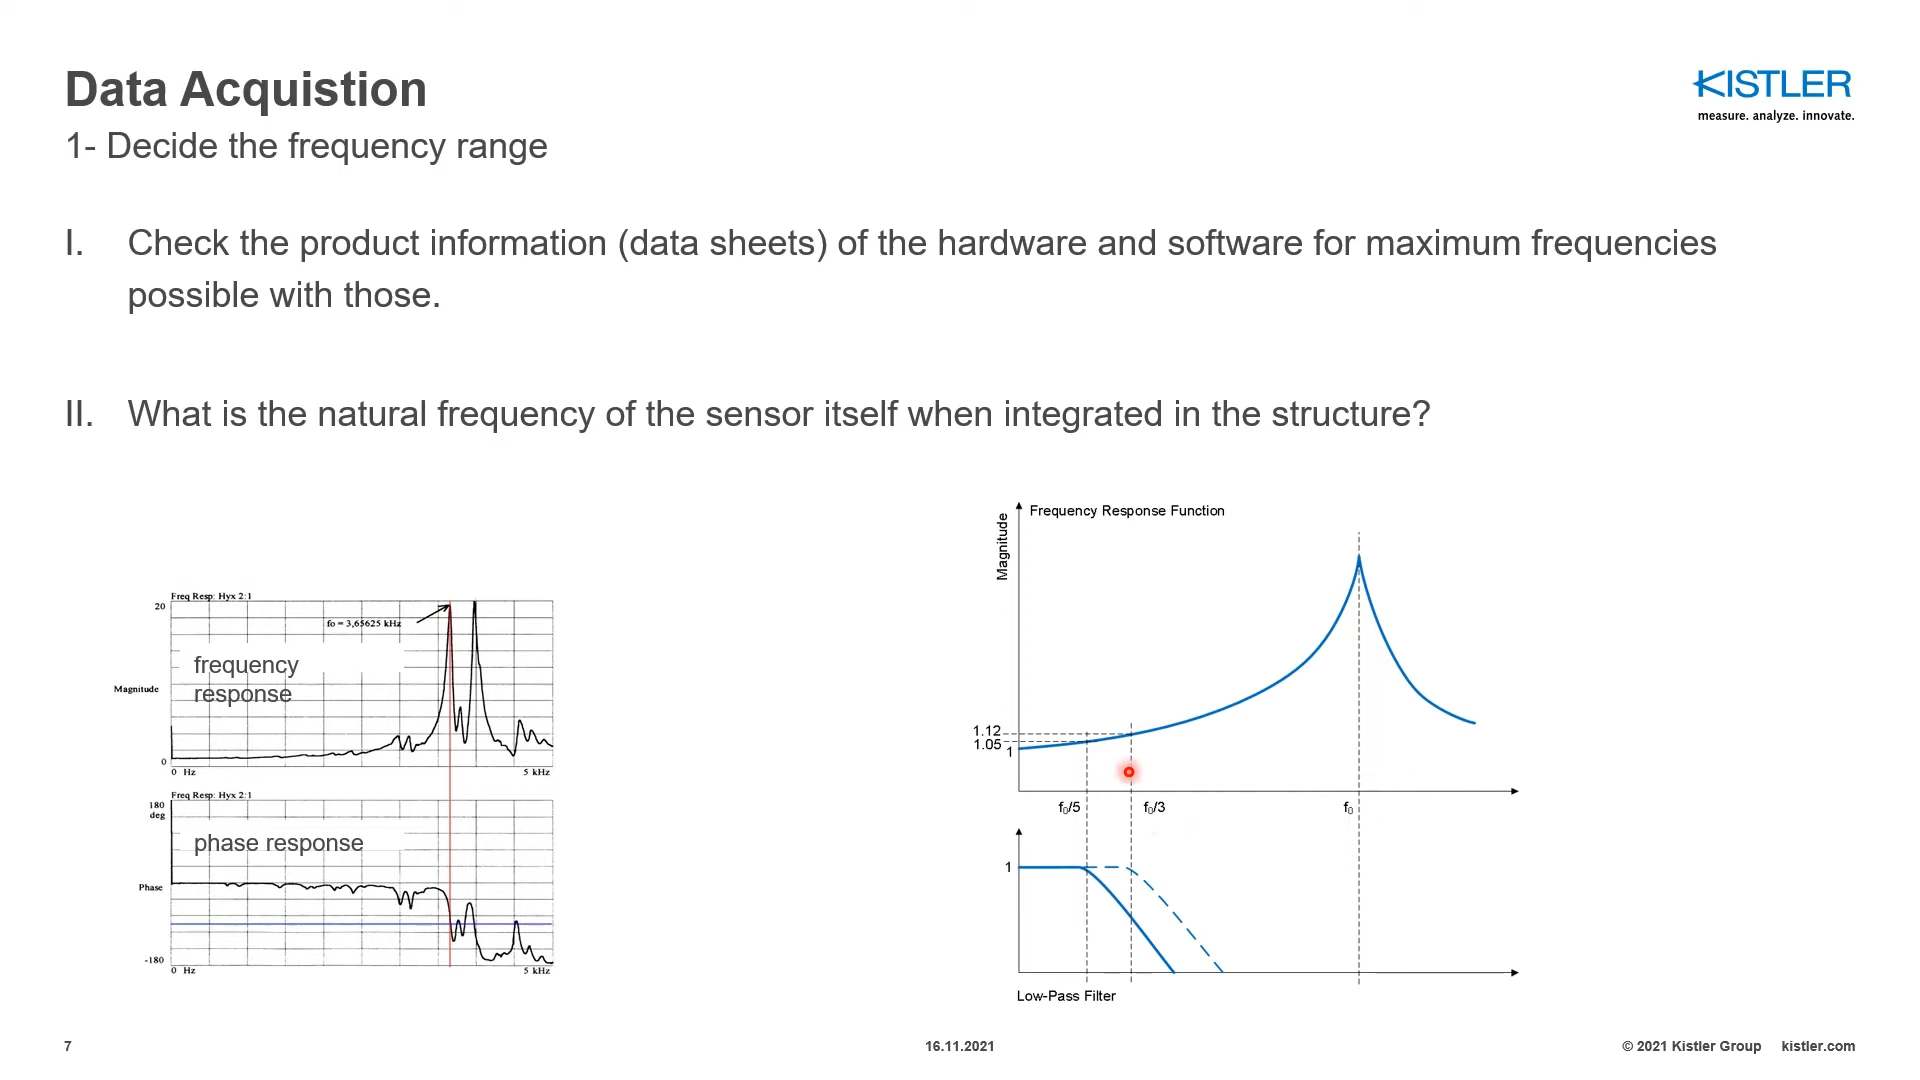 Data Acquistion
KISTLER
measure. analyze. innovate.
1- Decide the frequency range
I. Check the product information (data sheets) of the hardware and software for maximum frequencies
possible with those.
II. What is the natural frequency of the sensor itself when integrated in the structure?
Freq Resp: Hyx 2:1
20
fo = 3,65625 kHz
frequency
response
Magnitude
0
0 Hz
5 kHz
Freq Resp: Hyx 2:1
180
deg
phase response
Phase
-180
0 Hz
5 kHz
Frequency Response Function
Magnitude
1.12
1.05
1
f₀/5
f₀/3
f₀
1
Low-Pass Filter
7
16.11.2021
© 2021 Kistler Group kistler.com